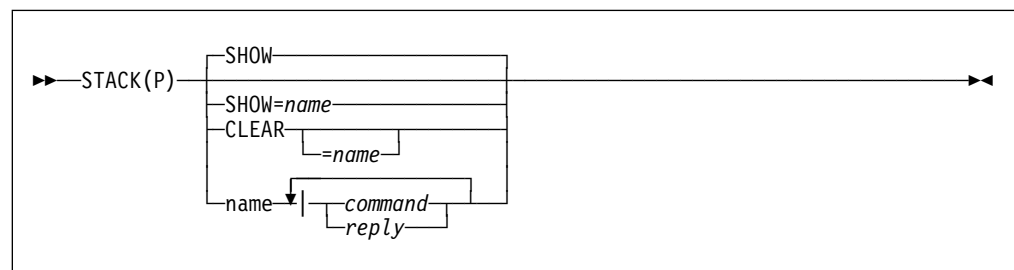 SHOW
STACK(P)
SHOW=name
CLEAR
=name
name | command
reply